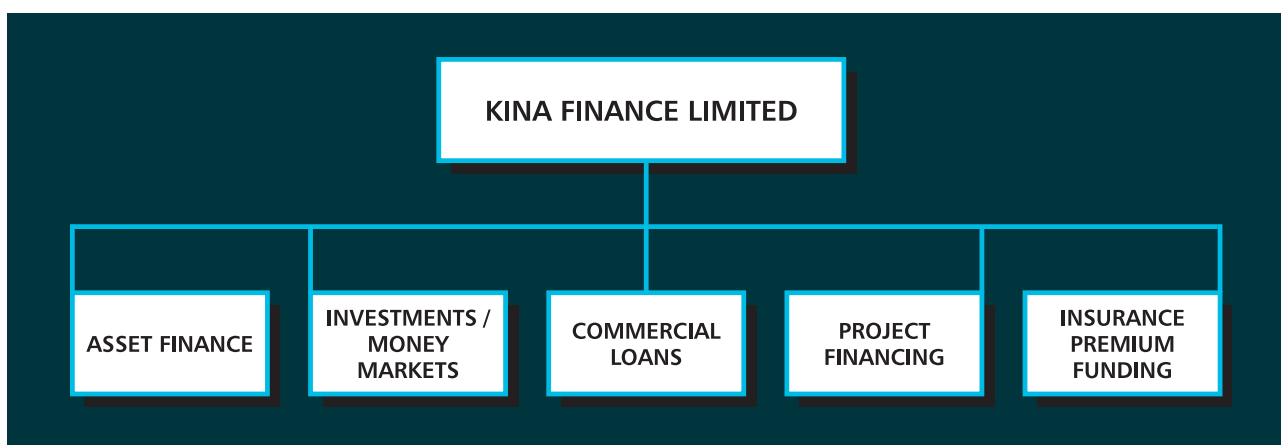 KINA FINANCE LIMITED
ASSET FINANCE
INVESTMENTS /
MONEY
MARKETS
COMMERCIAL
LOANS
PROJECT
FINANCING
INSURANCE
PREMIUM
FUNDING